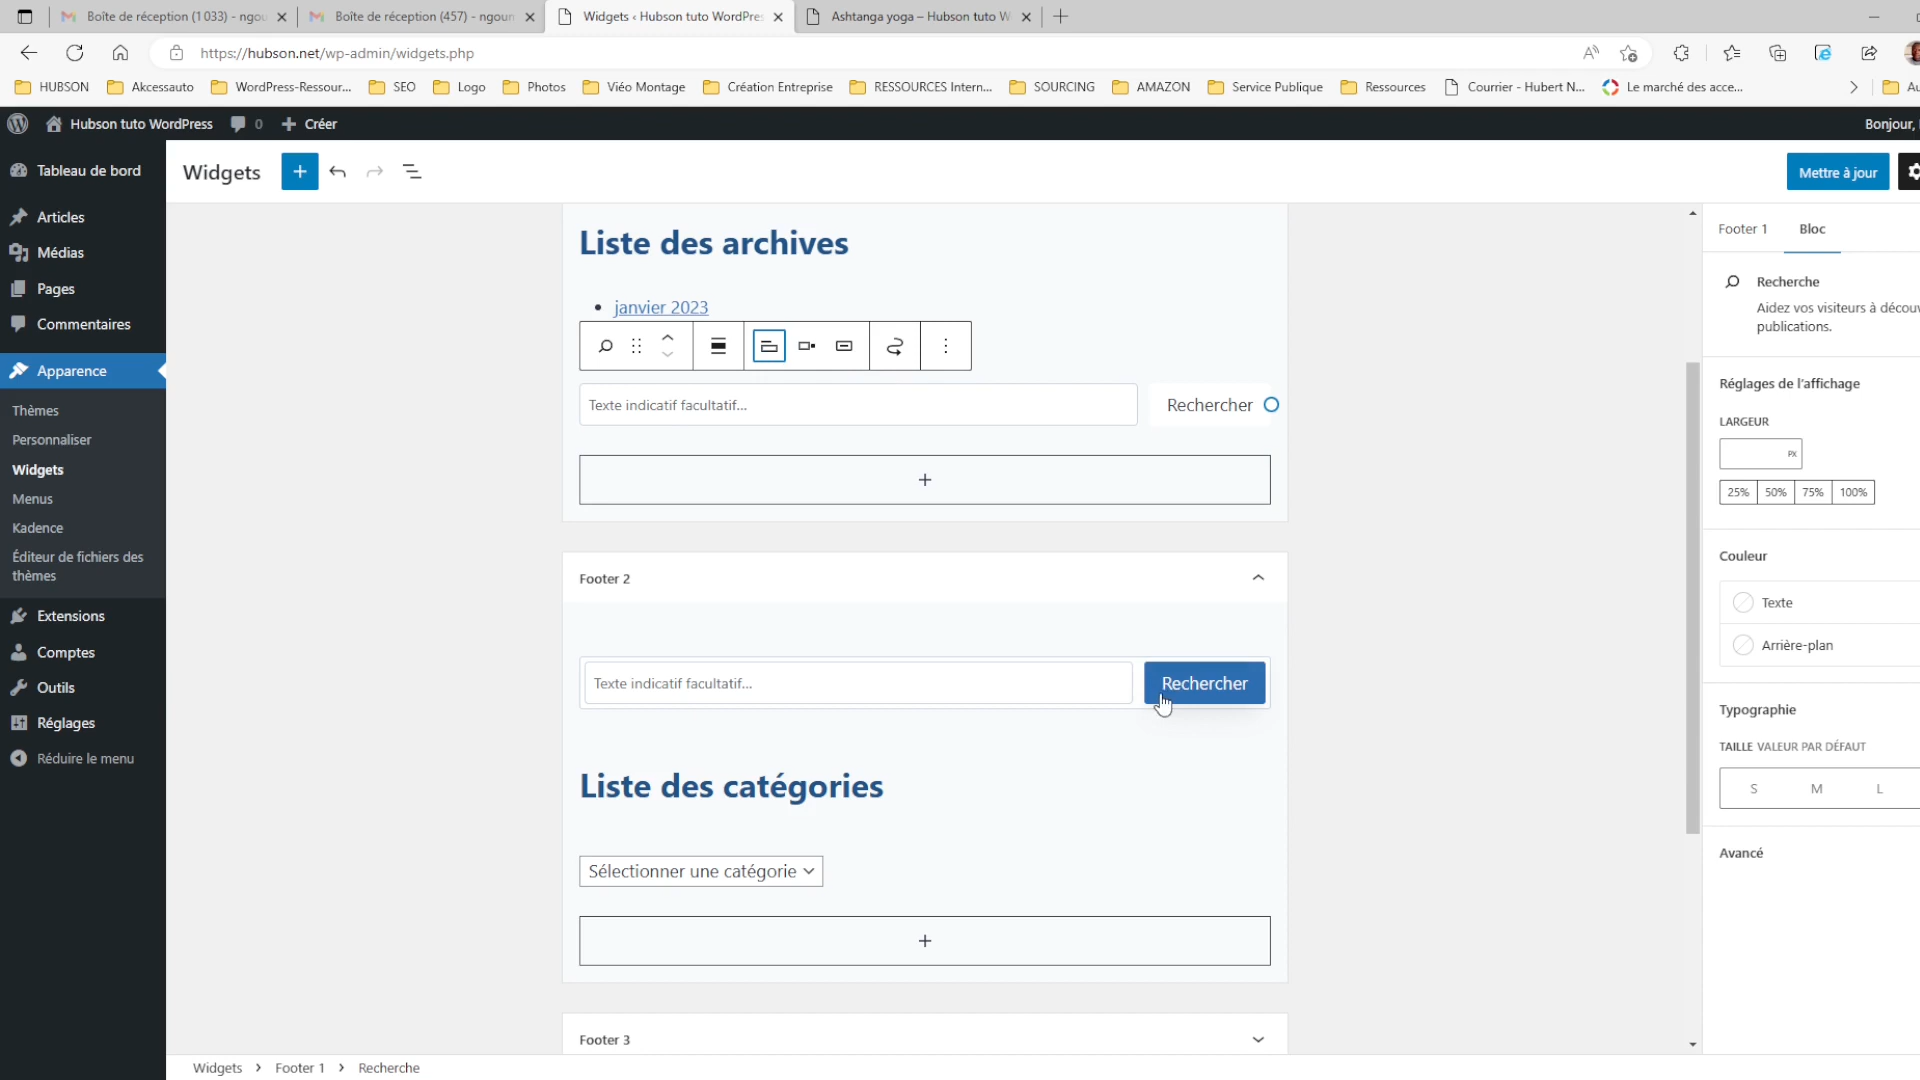 Boîte de réception (1 033) - ngou
Boîte de réception (457) - ngoun
Widgets ‹ Hubson tuto WordPre
Ashtanga yoga – Hubson tuto W
https://hubson.net/wp-admin/widgets.php
HUBSON
Akcessauto
WordPress-Ressour...
SEO
Logo
Photos
Viéo Montage
Création Entreprise
RESSOURCES Intern...
SOURCING
AMAZON
Service Publique
Ressources
Courrier - Hubert N...
Le marché des acce...
Au
Hubson tuto WordPress
0
Créer
Bonjour,
Tableau de bord
Articles
Médias
Pages
Commentaires
Apparence
Thèmes
Personnaliser
Widgets
Menus
Kadence
Éditeur de fichiers des
thèmes
Extensions
Comptes
Outils
Réglages
Réduire le menu
Widgets
Mettre à jour
Liste des archives
janvier 2023
Texte indicatif facultatif...
Rechercher
Footer 2
Texte indicatif facultatif...
Rechercher
Liste des catégories
Sélectionner une catégorie
Footer 3
Footer 1
Bloc
Recherche
Aidez vos visiteurs à découv
publications.
Réglages de l'affichage
LARGEUR
PX
25%
50%
75%
100%
Couleur
Texte
Arrière-plan
Typographie
TAILLE VALEUR PAR DÉFAUT
S
M
L
Avancé
Widgets > Footer 1 > Recherche